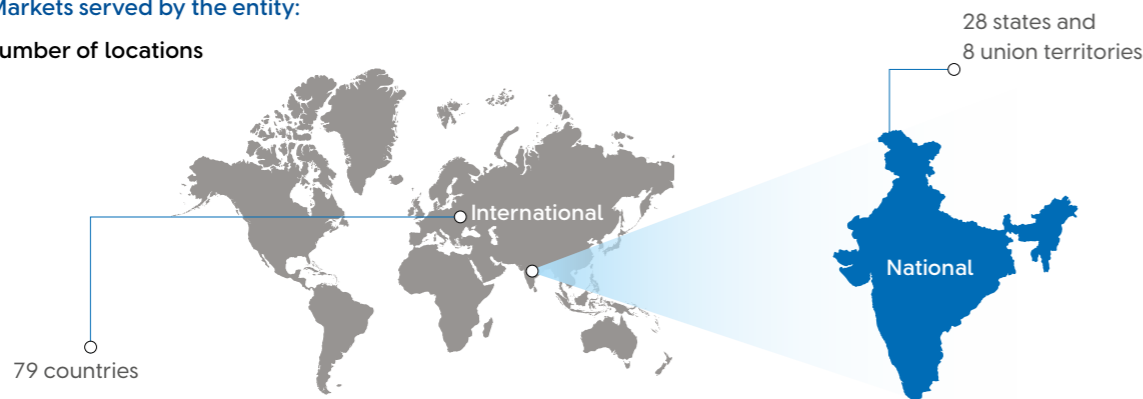 Markets served by the entity:
umber of locations
28 states and
8 union territories
International
National
79 countries